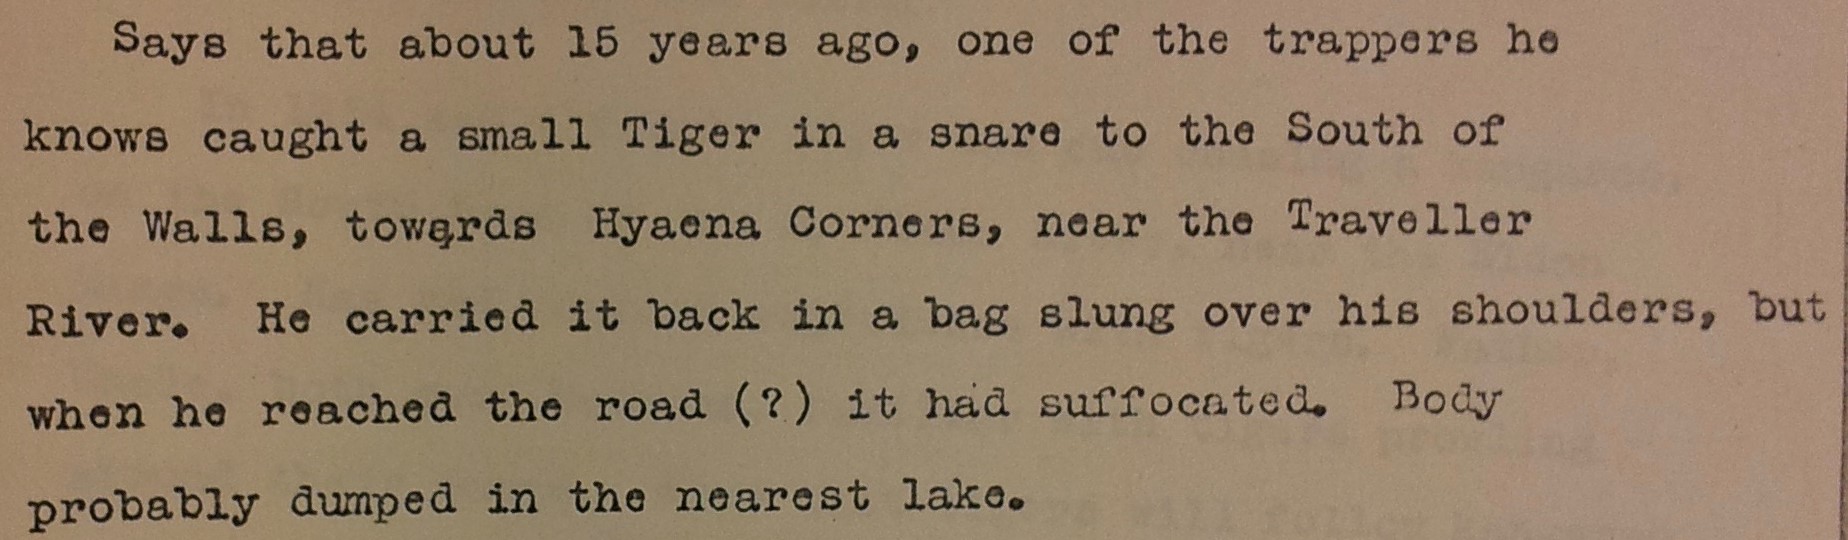 Says that about 15 years ago, one of the trappers he
knows caught a small Tiger in a snare to the South of
the Walls, towards Hyaena Corners, near the Traveller
River. He carried it back in a bag slung over his shoulders, but
when he reached the road (?) it had suffocated. Body
probably dumped in the nearest lake.